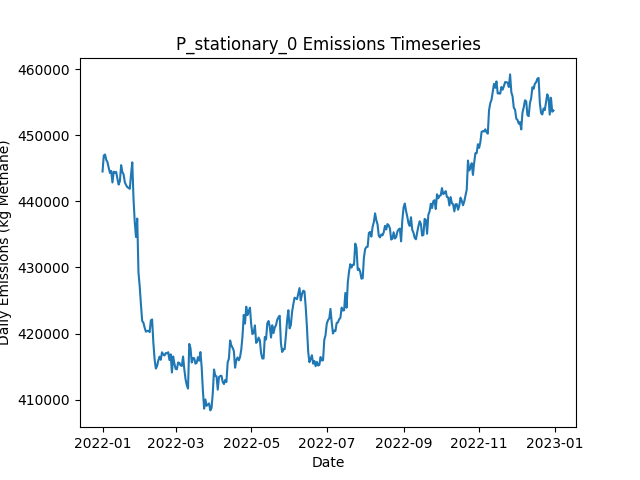 P_stationary_0 Emissions Timeseries
460000
450000
440000
430000
420000
410000
Daily Emissions (kg Methane)
2022-01 2022-03 2022-05 2022-07 2022-09 2022-11 2023-01
Date